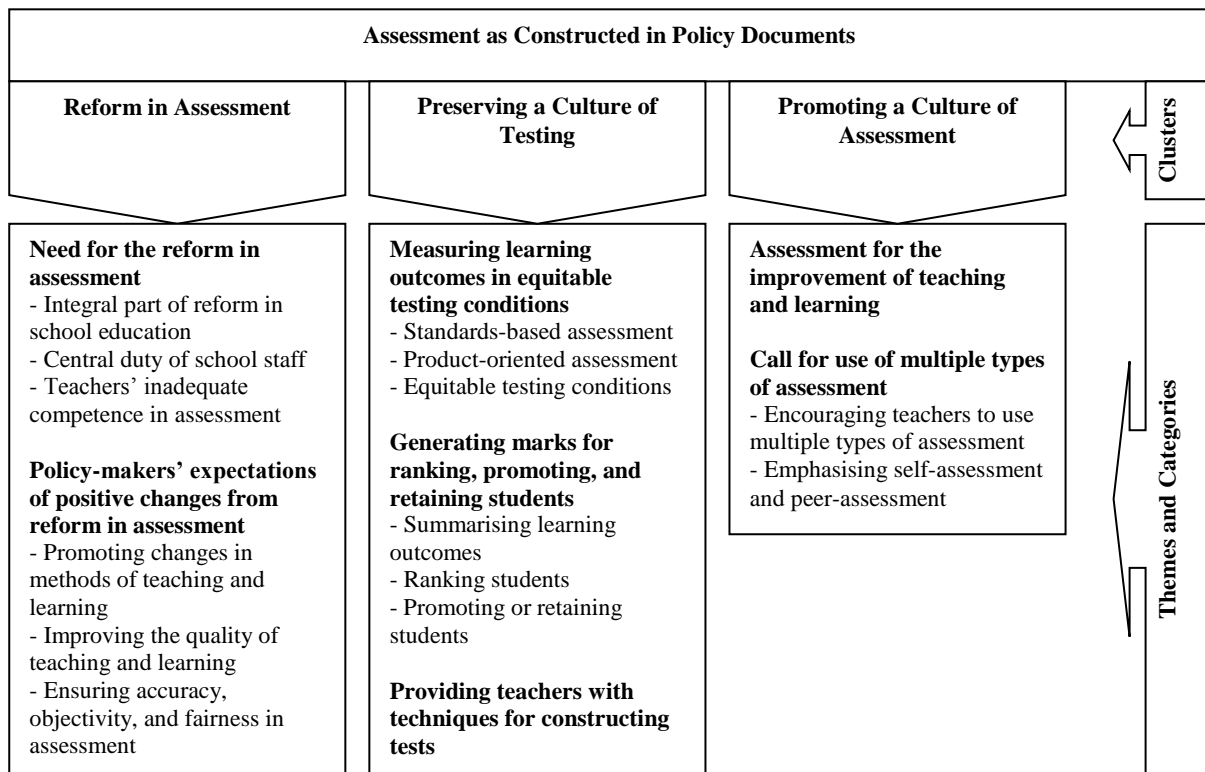 Assessment as Constructed in Policy Documents
Reform in Assessment
Preserving a Culture of
Testing
Promoting a Culture of
Assessment
Clusters
Need for the reform in
assessment
- Integral part of reform in
school education
- Central duty of school staff
- Teachers’ inadequate
competence in assessment
Policy-makers’ expectations
of positive changes from
reform in assessment
- Promoting changes in
methods of teaching and
learning
- Improving the quality of
teaching and learning
- Ensuring accuracy,
objectivity, and fairness in
assessment
Measuring learning
outcomes in equitable
testing conditions
- Standards-based assessment
- Product-oriented assessment
- Equitable testing conditions
Generating marks for
ranking, promoting, and
retaining students
- Summarising learning
outcomes
- Ranking students
- Promoting or retaining
students
Providing teachers with
techniques for constructing
tests
Assessment for the
improvement of teaching
and learning
Call for use of multiple types
of assessment
- Encouraging teachers to use
multiple types of assessment
- Emphasising self-assessment
and peer-assessment
Themes and Categories